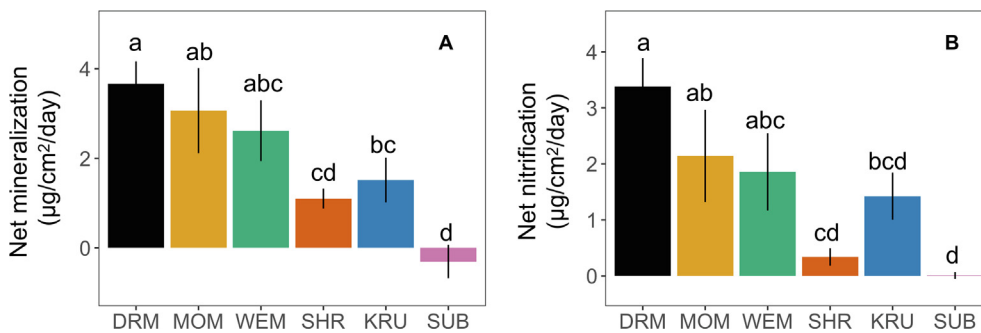 A
Net mineralization
(µg/cm²/day)
4
2
0
a
ab
abc
cd
bc
d
DRM MOM WEM SHR KRU SUB
B
Net nitrification
(µg/cm²/day)
4
3
2
1
0
a
ab
abc
cd
bcd
d
DRM MOM WEM SHR KRU SUB